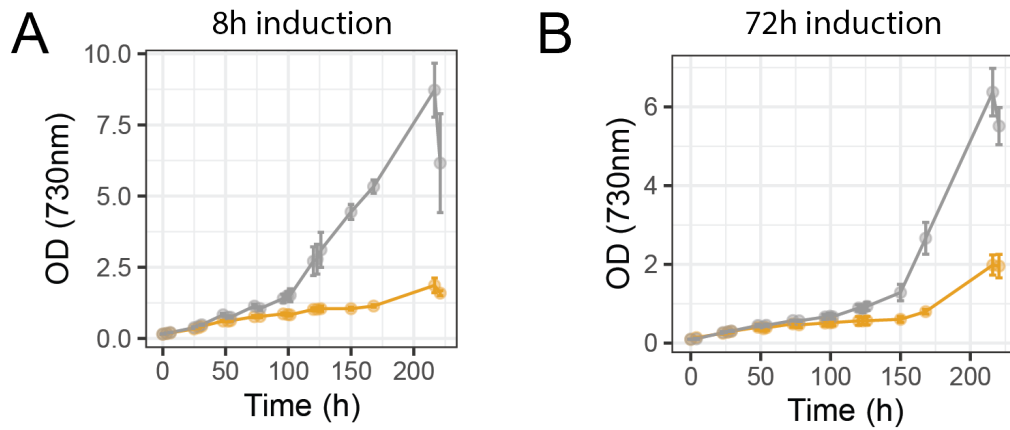 A
8h induction
OD (730nm)
10.0
7.5
5.0
2.5
0.0
0 50 100 150 200
Time (h)
B
72h induction
OD (730nm)
6
4
2
0
0 50 100 150 200
Time (h)